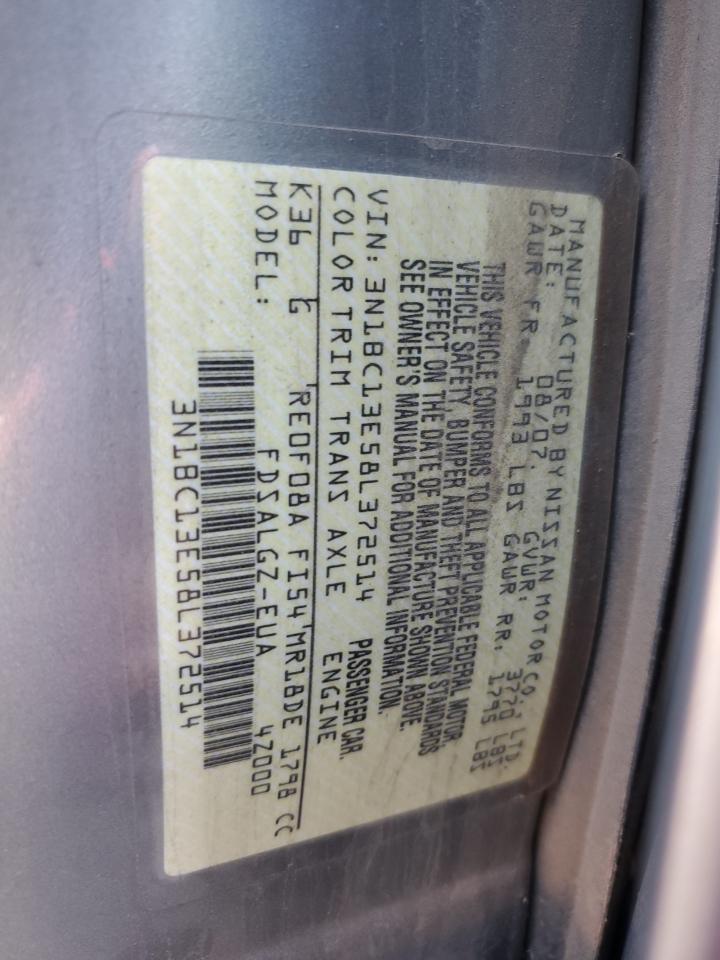 MANUFACTURED BY NISSAN MOTOR CO., LTD.
DATE: 08/07. GVWR: 3770 LBS
GAWR FR. 1993 LBS GAWR RR: 1795 LBS
THIS VEHICLE CONFORMS TO ALL APPLICABLE FEDERAL MOTOR
VEHICLE SAFETY, BUMPER AND THEFT PREVENTION STANDARDS
IN EFFECT ON THE DATE OF MANUFACTURE SHOWN ABOVE.
SEE OWNER'S MANUAL FOR ADDITIONAL INFORMATION.
VIN: 3N1BC13E58L372514 PASSENGER CAR.
COLOR TRIM TRANS AXLE ENGINE
K36 G RE0F08A FI54 MR18DE 1798 CC
MODEL: FDSALGZ-EUA 4Z000
3N1BC13E58L372514